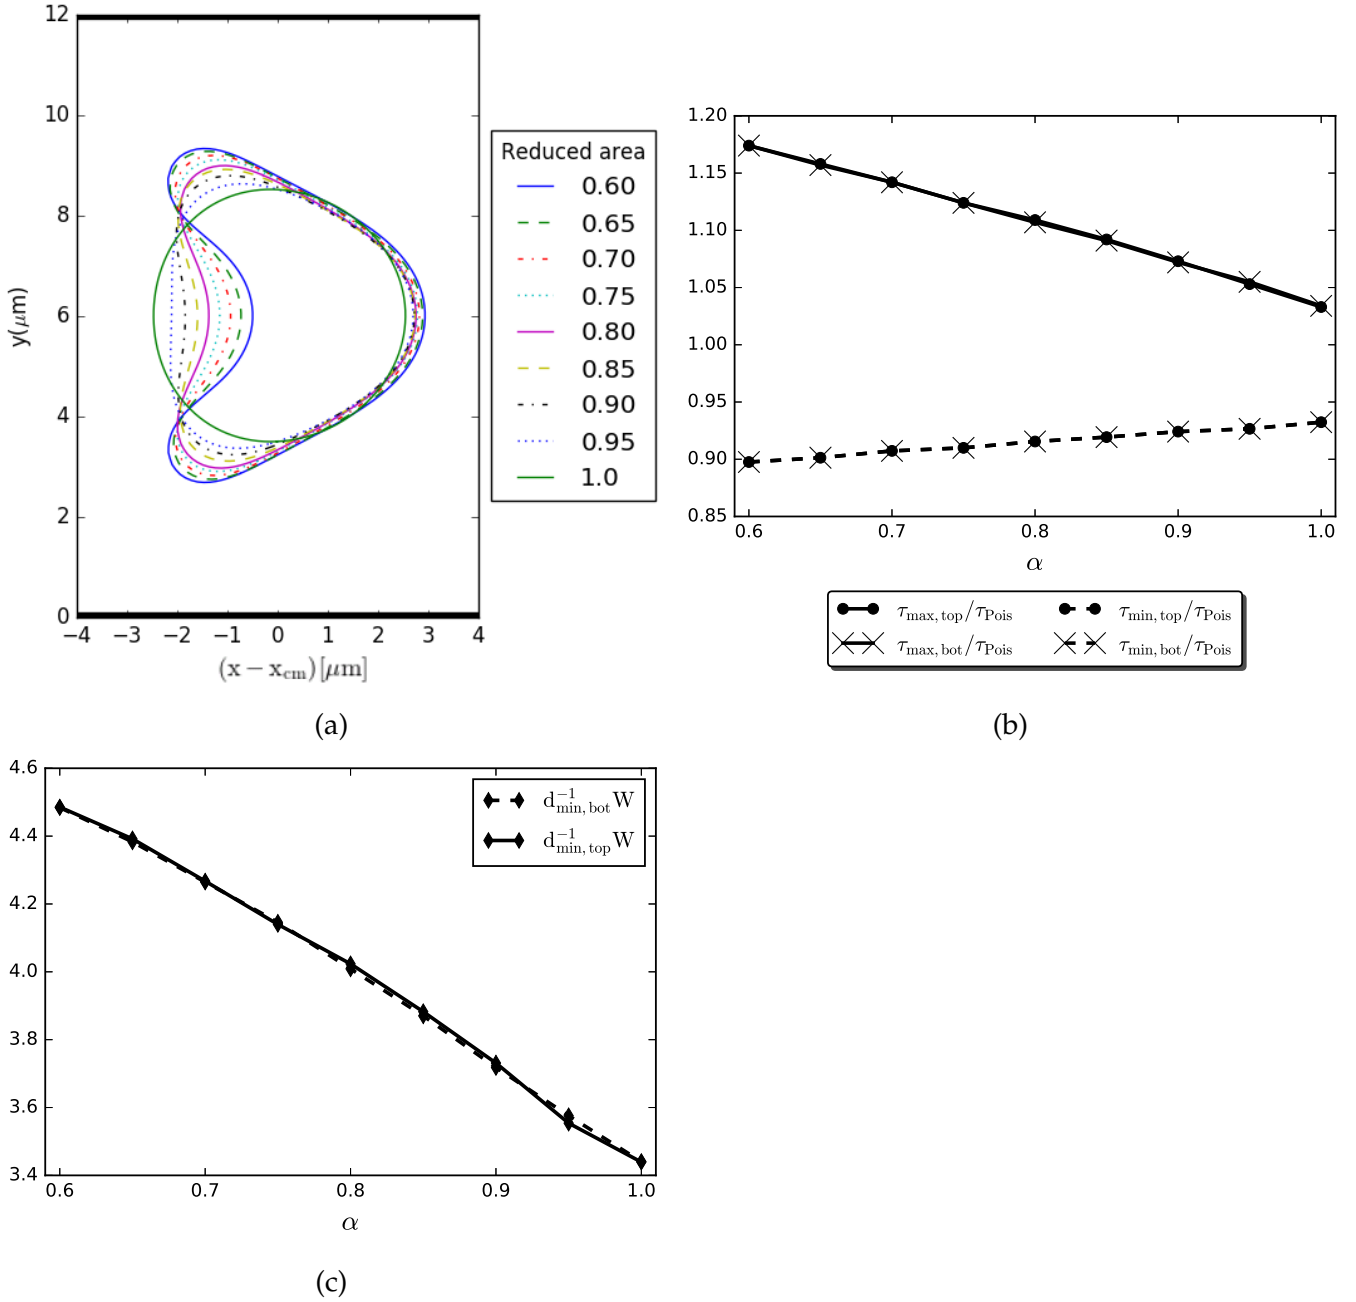 12
10
8
6
4
2
0
y(μm)
−4 −3 −2 −1 0 1 2 3 4
(x − x_cm) [μm]
Reduced area
0.60
0.65
0.70
0.75
0.80
0.85
0.90
0.95
1.0
(a)
1.20
1.15
1.10
1.05
1.00
0.95
0.90
0.85
0.6 0.7 0.8 0.9 1.0
α
τ_max, top/τ_Pois τ_min, top/τ_Pois
τ_max, bot/τ_Pois τ_min, bot/τ_Pois
(b)
4.6
4.4
4.2
4.0
3.8
3.6
3.4
0.6 0.7 0.8 0.9 1.0
α
d^−1_min, bot W
d^−1_min, top W
(c)